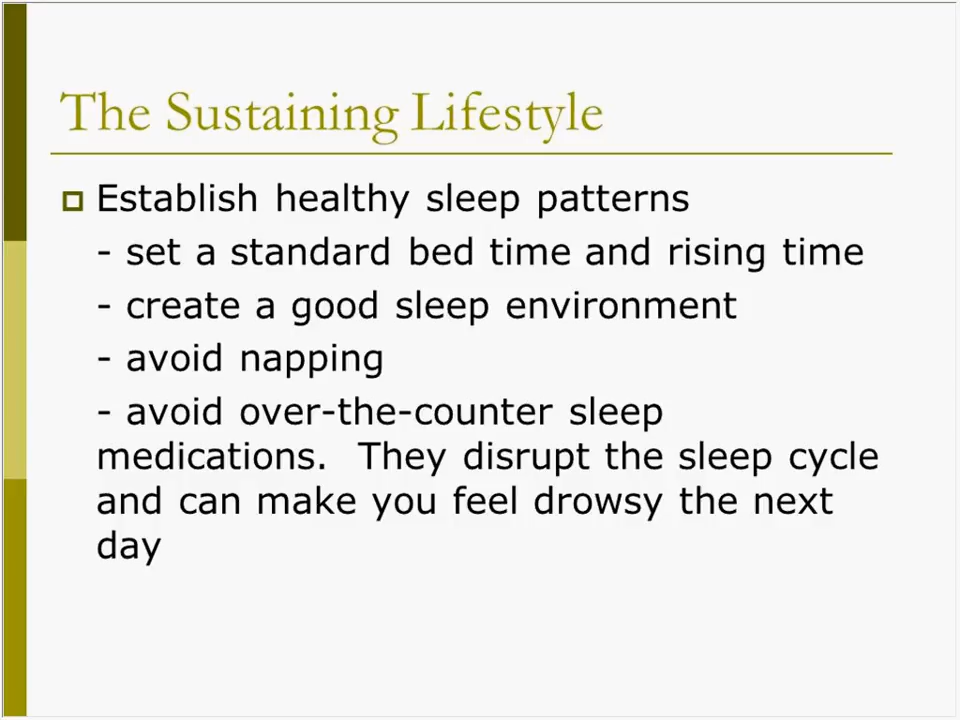 The Sustaining Lifestyle
Establish healthy sleep patterns
- set a standard bed time and rising time
- create a good sleep environment
- avoid napping
- avoid over-the-counter sleep
medications.  They disrupt the sleep cycle
and can make you feel drowsy the next
day